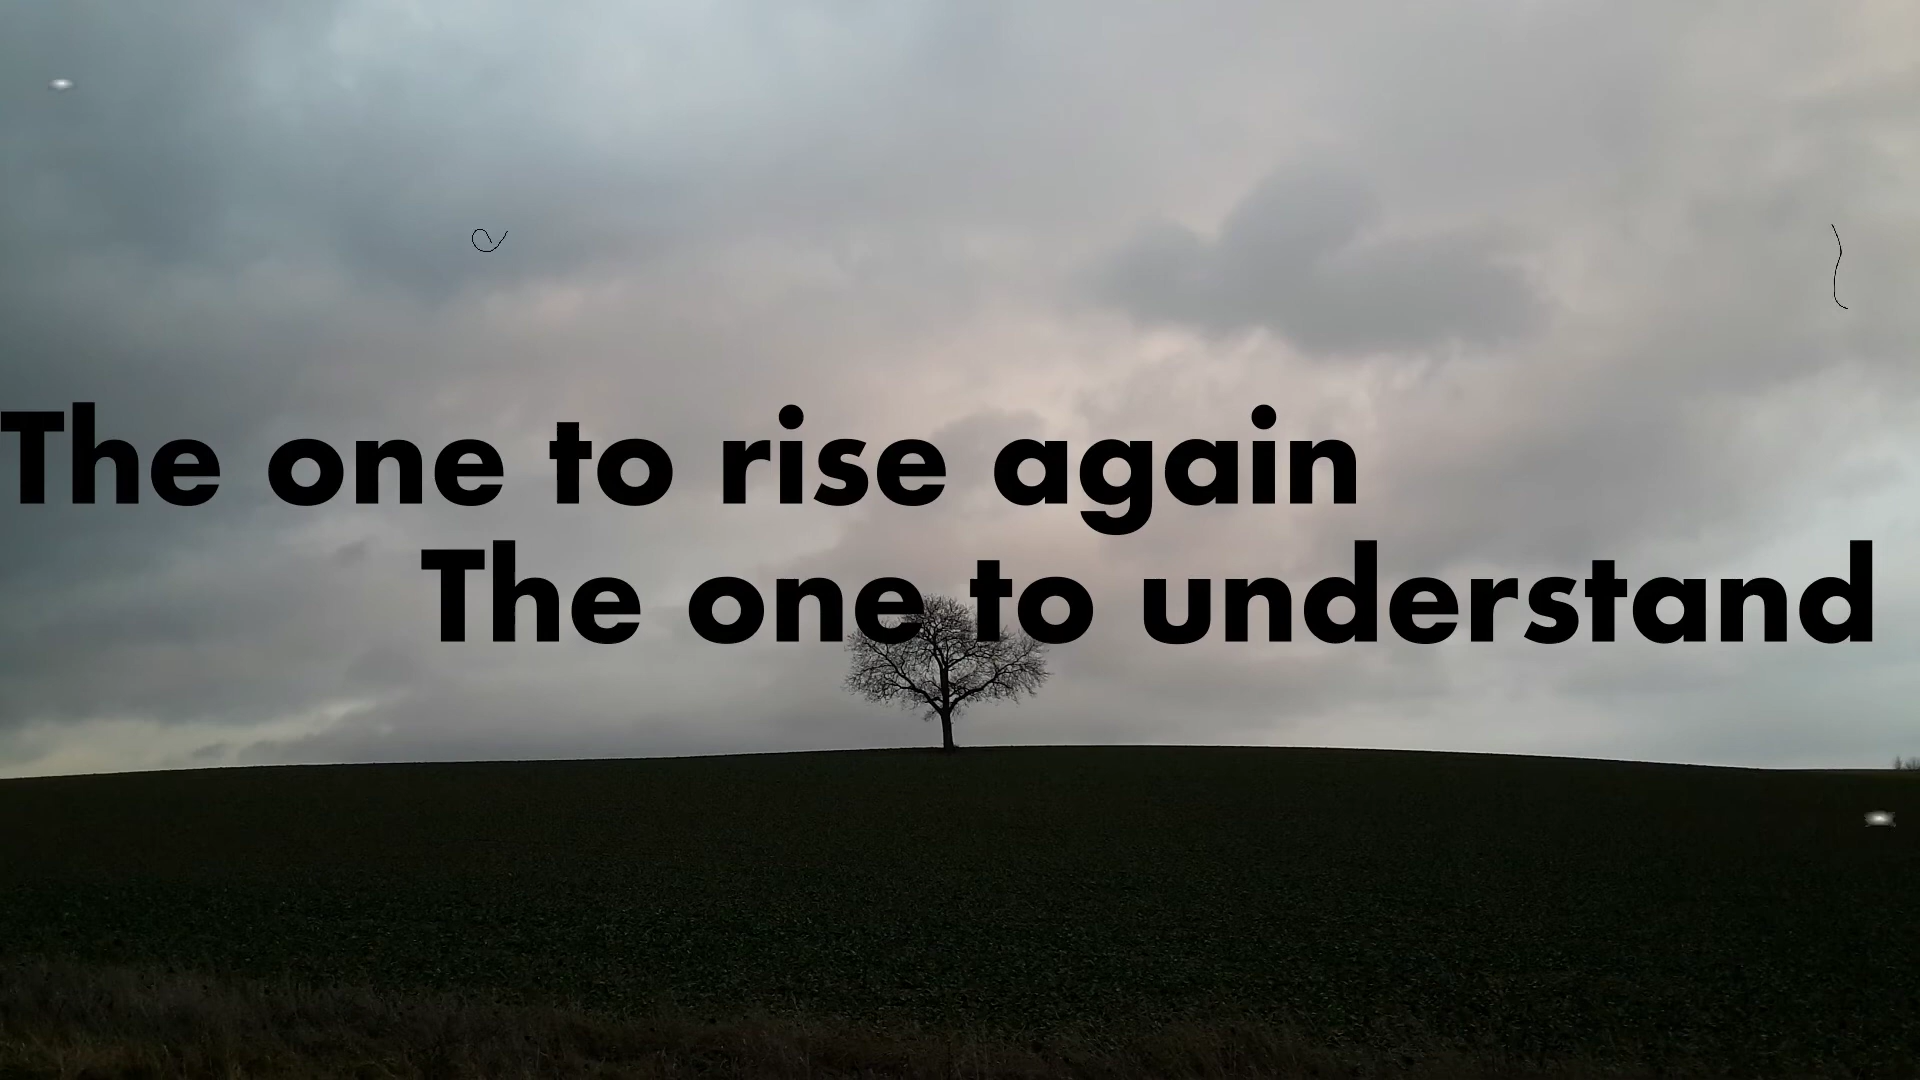 The one to rise again
The one to understand